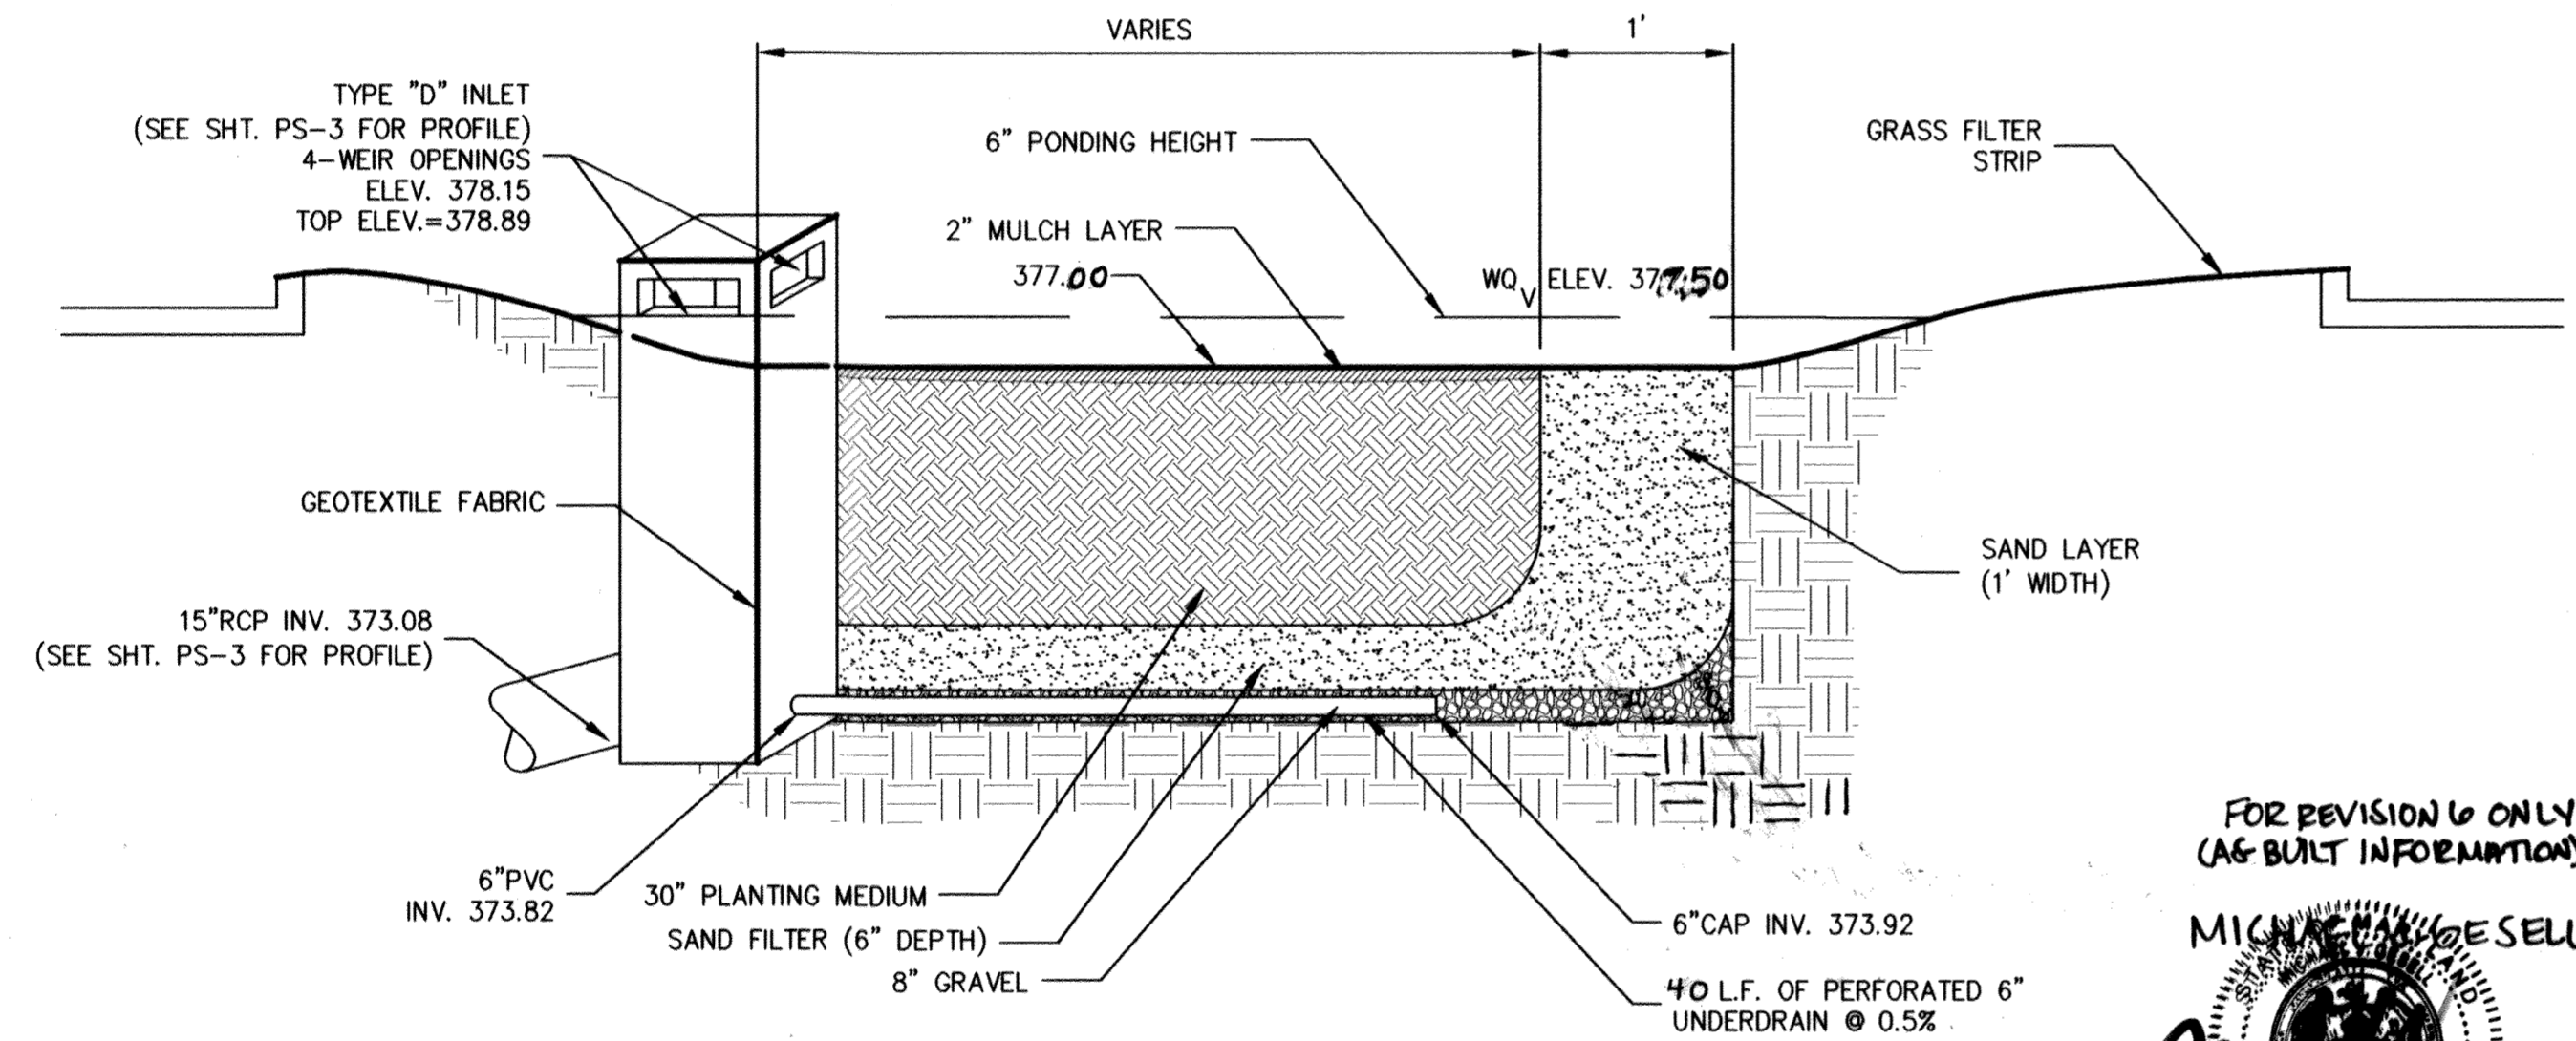 VARIES
1'
TYPE "D" INLET
(SEE SHT. PS-3 FOR PROFILE)
4-WEIR OPENINGS
ELEV. 378.15
TOP ELEV.=378.89
6" PONDING HEIGHT
GRASS FILTER
STRIP
2" MULCH LAYER
377.00
WQV ELEV. 377.50
GEOTEXTILE FABRIC
SAND LAYER
(1' WIDTH)
15"RCP INV. 373.08
(SEE SHT. PS-3 FOR PROFILE)
FOR REVISION 6 ONLY
(AS BUILT INFORMATION)
6"PVC
INV. 373.82
30" PLANTING MEDIUM
SAND FILTER (6" DEPTH)
8" GRAVEL
6"CAP INV. 373.92
40 L.F. OF PERFORATED 6"
UNDERDRAIN @ 0.5%
MICHAEL GESELL